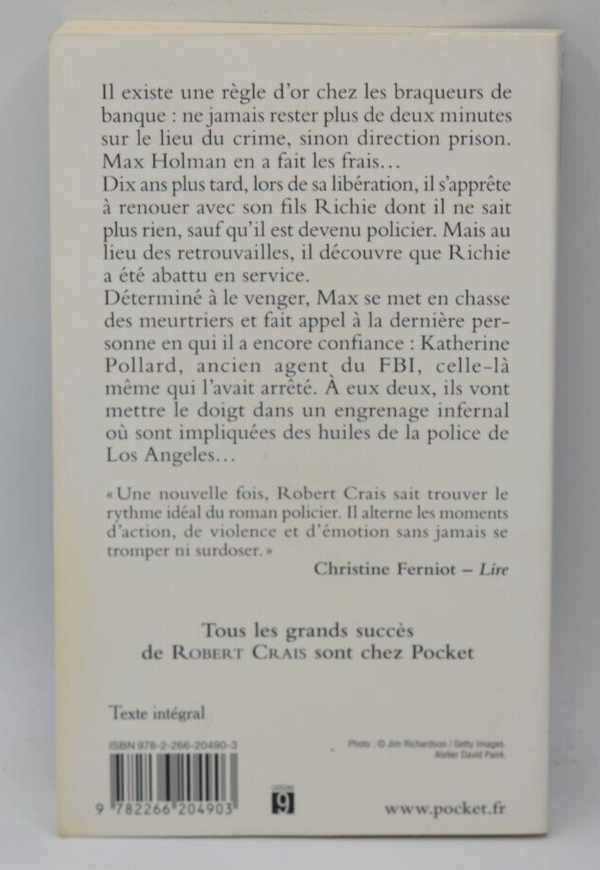 Il existe une règle d'or chez les braqueurs de
banque : ne jamais rester plus de deux minutes
sur le lieu du crime, sinon direction prison.
Max Holman en a fait les frais...
Dix ans plus tard, lors de sa libération, il s'apprête
à renouer avec son fils Richie dont il ne sait
plus rien, sauf qu'il est devenu policier. Mais au
lieu des retrouvailles, il découvre que Richie
a été abattu en service.
Déterminé à le venger, Max se met en chasse
des meurtriers et fait appel à la dernière per-
sonne en qui il a encore confiance : Katherine
Pollard, ancien agent du FBI, celle-là
même qui l'avait arrêté. À eux deux, ils vont
mettre le doigt dans un engrenage infernal
où sont impliquées des huiles de la police de
Los Angeles...
« Une nouvelle fois, Robert Crais sait trouver le
rythme idéal du roman policier. Il alterne les moments
d'action, de violence et d'émotion sans jamais se
tromper ni surdoser. »
Christine Ferniot – Lire
Tous les grands succès
de ROBERT CRAIS sont chez Pocket
Texte intégral
ISBN 978-2-266-20490-3
Photo : © Jim Richardson / Getty Images.
Atelier David Paint.
9 782266 204903
9
www.pocket.fr